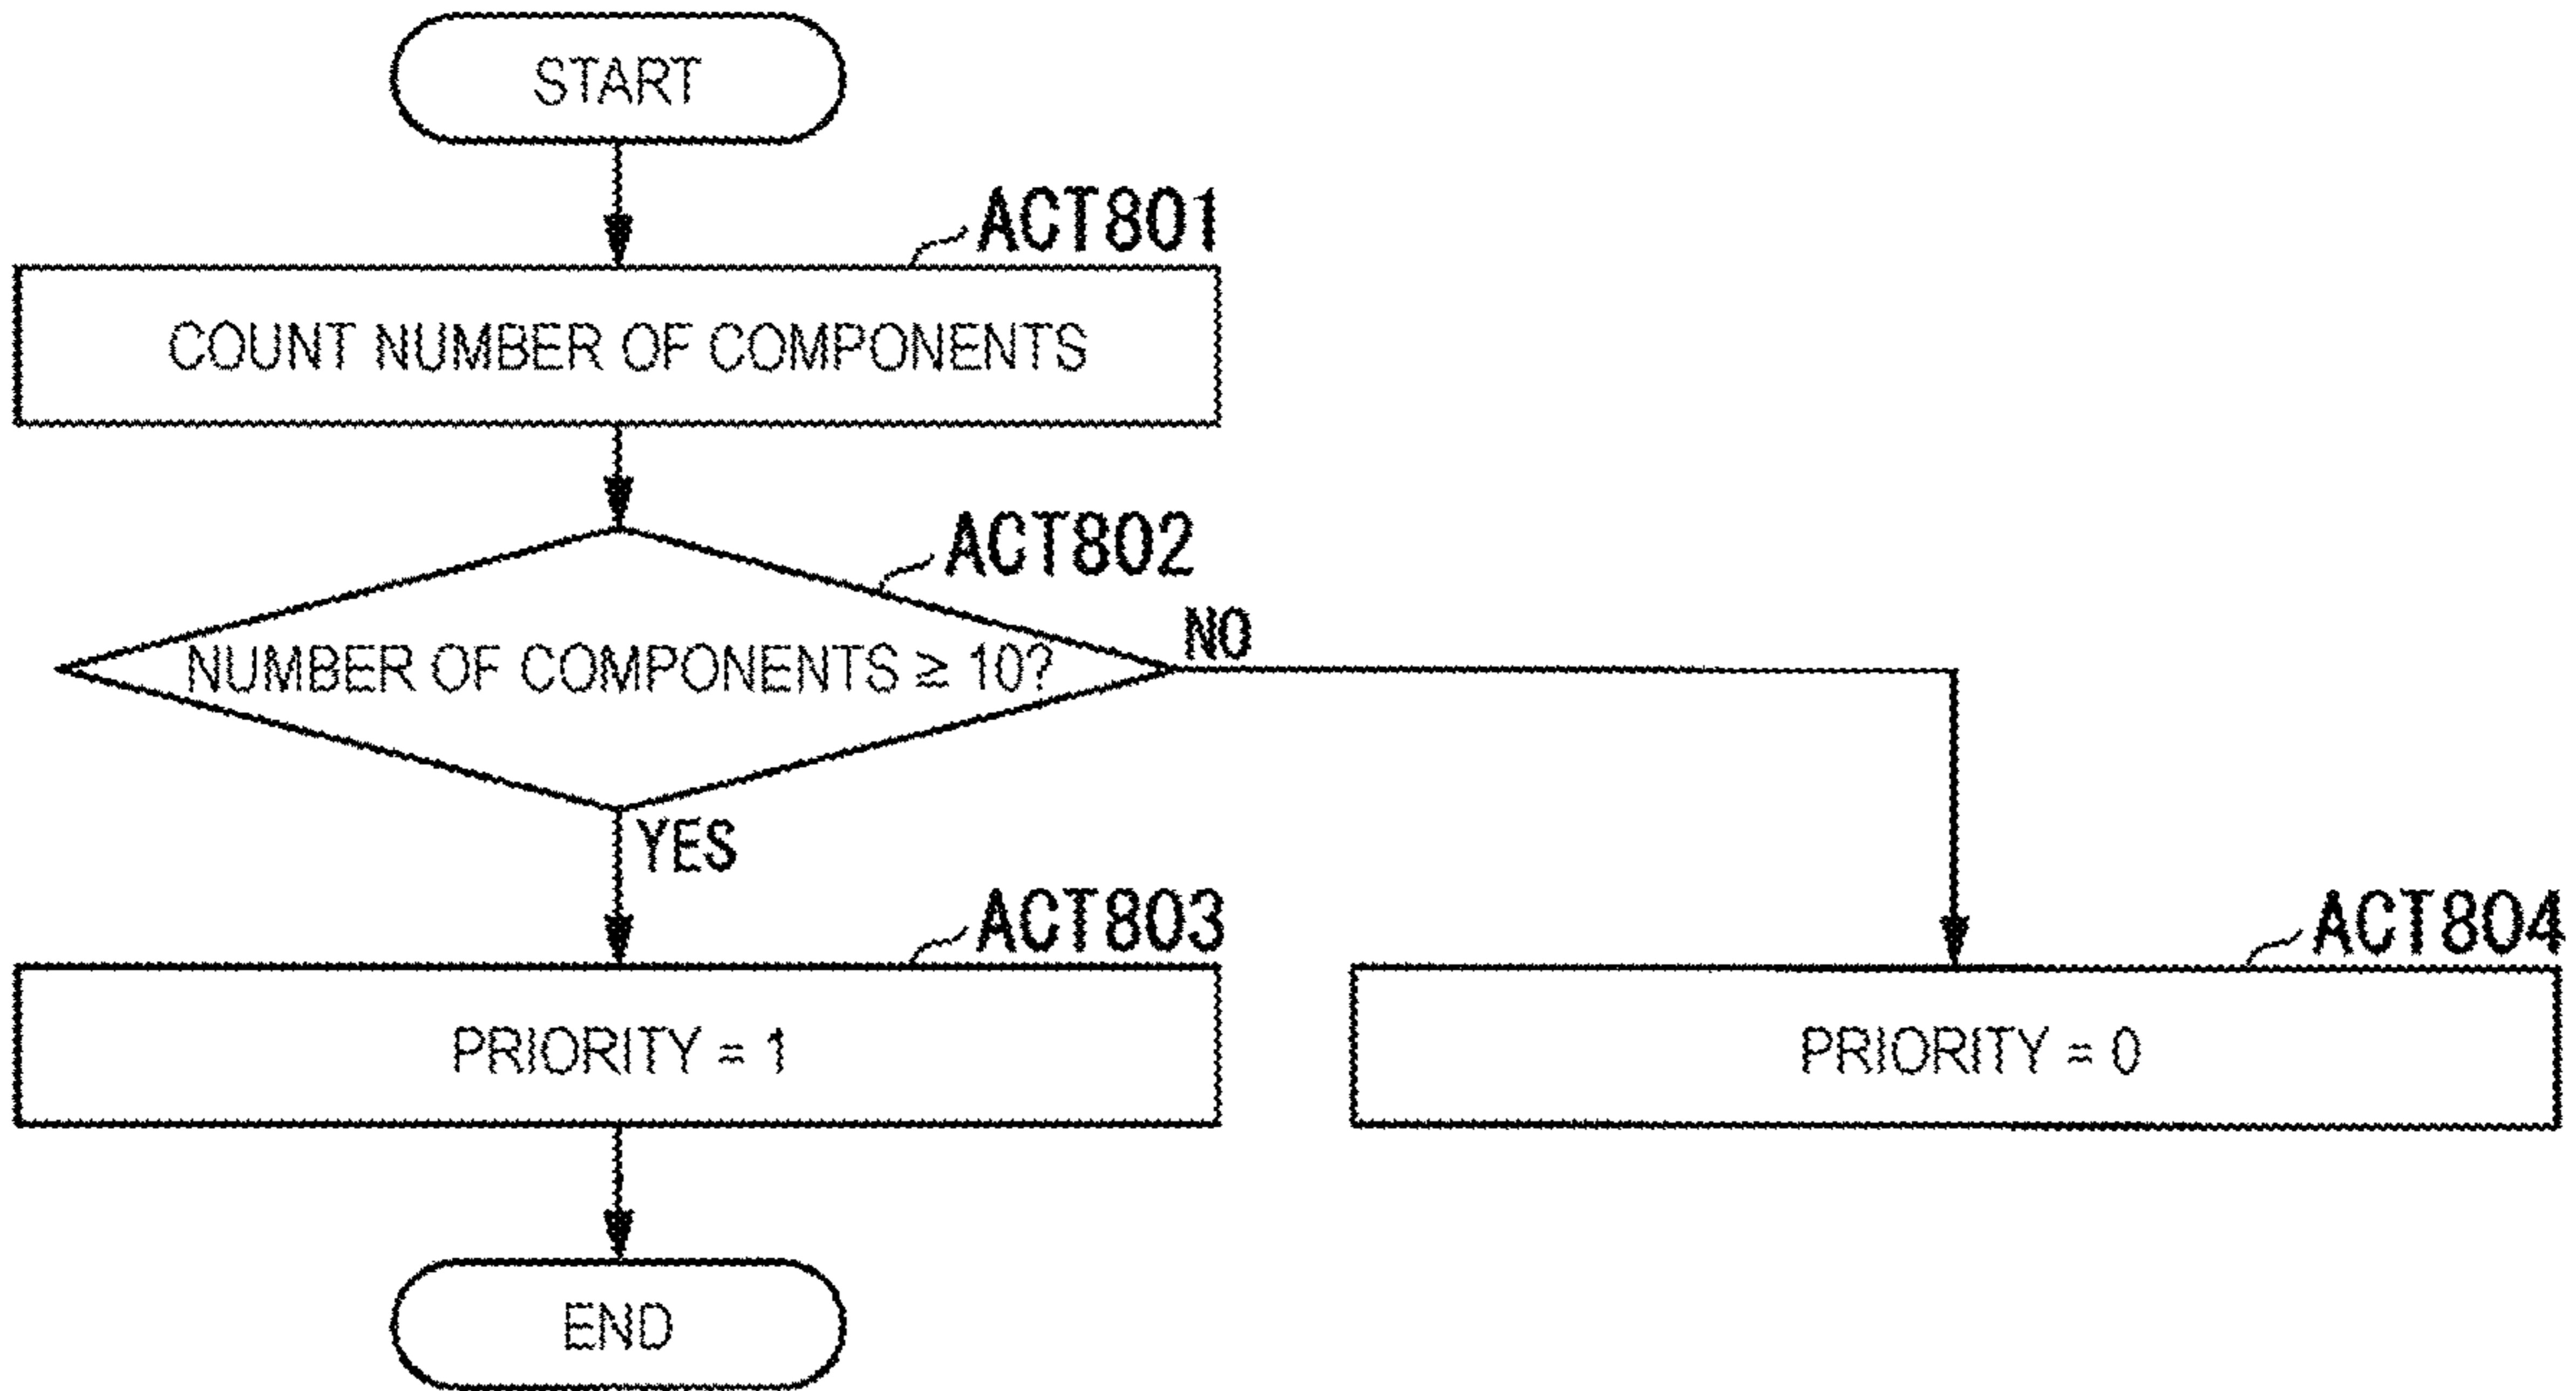 START
ACT801
COUNT NUMBER OF COMPONENTS
ACT802
NUMBER OF COMPONENTS ≧ 10?
NO
YES
ACT803
PRIORITY = 1
ACT804
PRIORITY = 0
END